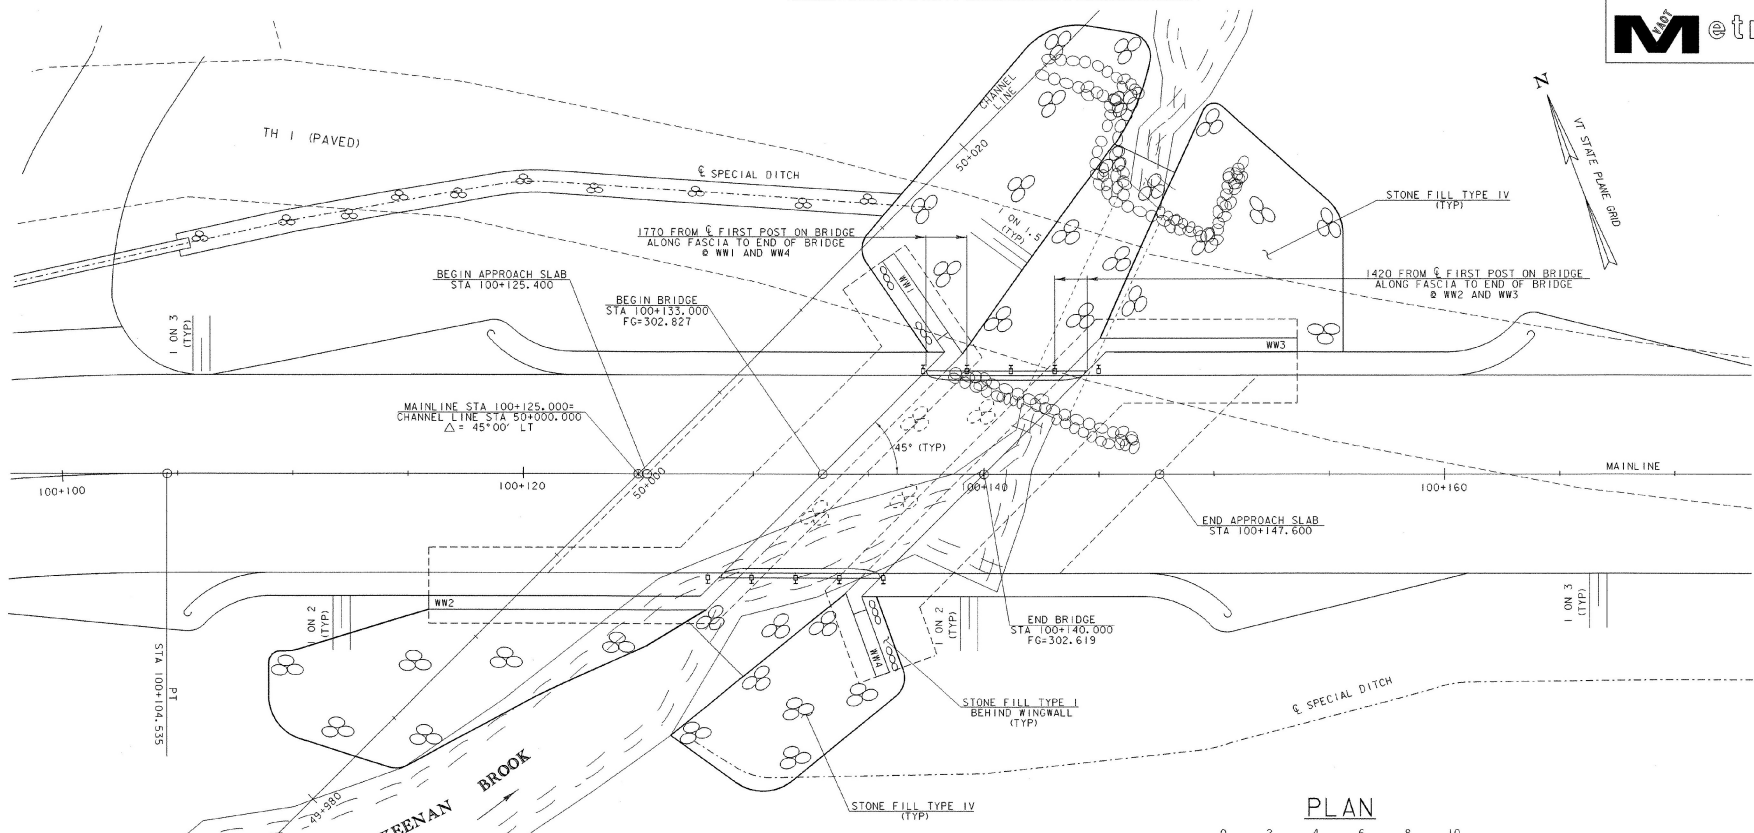 VAOT
M
N
VT STATE PLANE GRID
CHANNEL
LINE
TH 1 (PAVED)
50+020
℄ SPECIAL DITCH
STONE FILL TYPE IV
(TYP)
1 ON 1.5
(TYP)
1770 FROM ℄ FIRST POST ON BRIDGE
ALONG FASCIA TO END OF BRIDGE
@ WW1 AND WW4
BEGIN APPROACH SLAB
STA 100+125.400
BEGIN BRIDGE
STA 100+133.000
FG=302.827
WW1
1420 FROM ℄ FIRST POST ON BRIDGE
ALONG FASCIA TO END OF BRIDGE
@ WW2 AND WW3
1 ON 3
(TYP)
WW3
MAINLINE STA 100+125.000=
CHANNEL LINE STA 50+000.000
△ = 45°00' LT
45° (TYP)
MAINLINE
100+100
100+120
50+000
100+140
100+160
END APPROACH SLAB
STA 100+147.600
WW2
1 ON 2
(TYP)
1 ON 2
(TYP)
END BRIDGE
STA 100+140.000
FG=302.619
1 ON 3
(TYP)
WW4
PT
STA 100+104.535
STONE FILL TYPE I
BEHIND WINGWALL
(TYP)
℄ SPECIAL DITCH
KEENAN BROOK
49+980
STONE FILL TYPE IV
(TYP)
PLAN
0 2 4 6 8 10